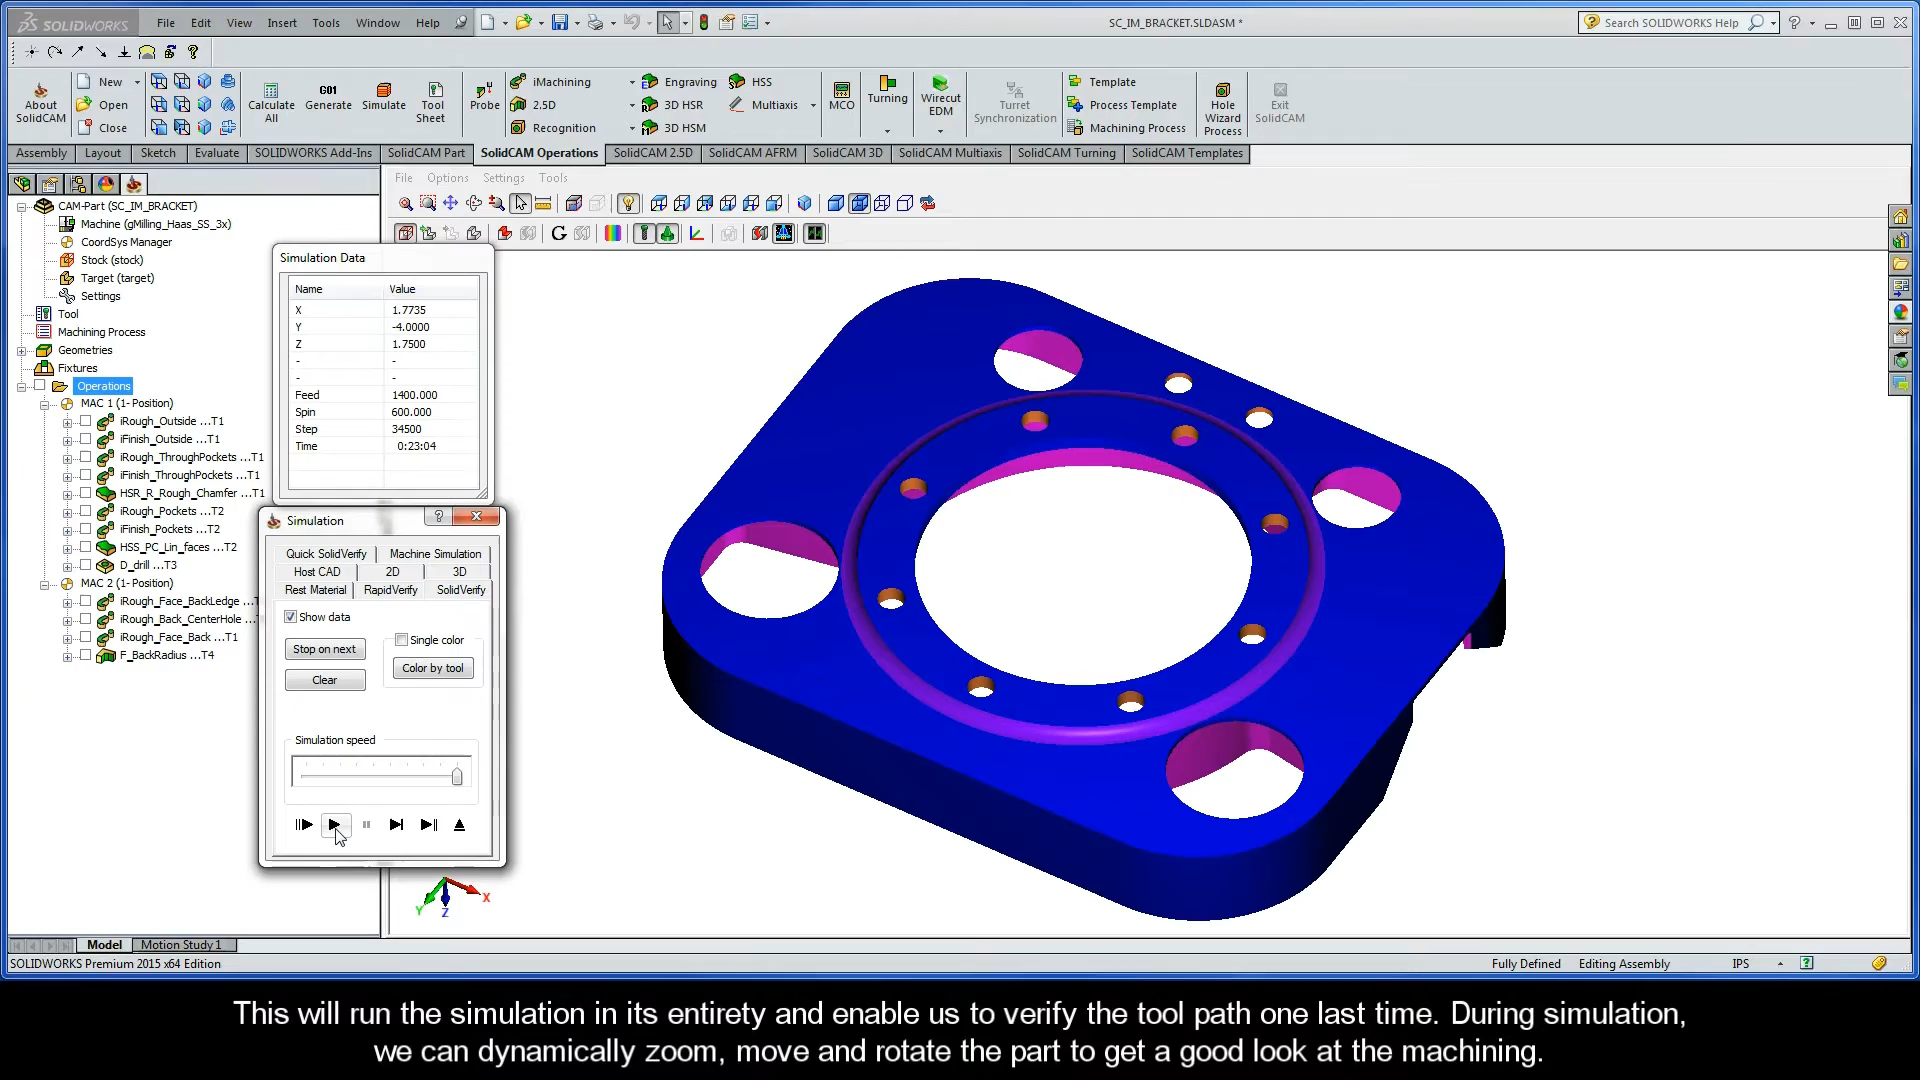 SOLIDWORKS File Edit View Insert Tools Window Help SC_IM_BRACKET.SLDASM * Search SOLIDWORKS Help
About SolidCAM New Open Close Calculate All G01 Generate Simulate Tool Sheet Probe iMachining 2.5D Recognition Engraving 3D HSR 3D HSM HSS Multiaxis MCO Turning Wirecut EDM Turret Synchronization Template Process Template Machining Process Hole Wizard Process Exit SolidCAM
Assembly Layout Sketch Evaluate SOLIDWORKS Add-Ins SolidCAM Part SolidCAM Operations SolidCAM 2.5D SolidCAM AFRM SolidCAM 3D SolidCAM Multiaxis SolidCAM Turning SolidCAM Templates
File Options Settings Tools
CAM-Part (SC_IM_BRACKET)
Machine (gMilling_Haas_SS_3x)
CoordSys Manager
Stock (stock)
Target (target)
Settings
Tool
Machining Process
Geometries
Fixtures
Operations
MAC 1 (1- Position)
iRough_Outside ...T1
iFinish_Outside ...T1
iRough_ThroughPockets ...T1
iFinish_ThroughPockets ...T1
HSR_R_Rough_Chamfer ...T1
iRough_Pockets ...T2
iFinish_Pockets ...T2
HSS_PC_Lin_faces ...T2
D_drill ...T3
MAC 2 (1- Position)
iRough_Face_BackLedge ...
iRough_Back_CenterHole ...
iRough_Face_Back ...T1
F_BackRadius ...T4
Simulation Data
Name Value
X 1.7735
Y -4.0000
Z 1.7500
- -
- -
Feed 1400.000
Spin 600.000
Step 34500
Time 0:23:04
Simulation
Quick SolidVerify Machine Simulation
Host CAD 2D 3D
Rest Material RapidVerify SolidVerify
Show data
Stop on next Single color
Clear Color by tool
Simulation speed
X
Y
Z
Model Motion Study 1
SOLIDWORKS Premium 2015 x64 Edition Fully Defined Editing Assembly IPS
This will run the simulation in its entirety and enable us to verify the tool path one last time. During simulation,
we can dynamically zoom, move and rotate the part to get a good look at the machining.